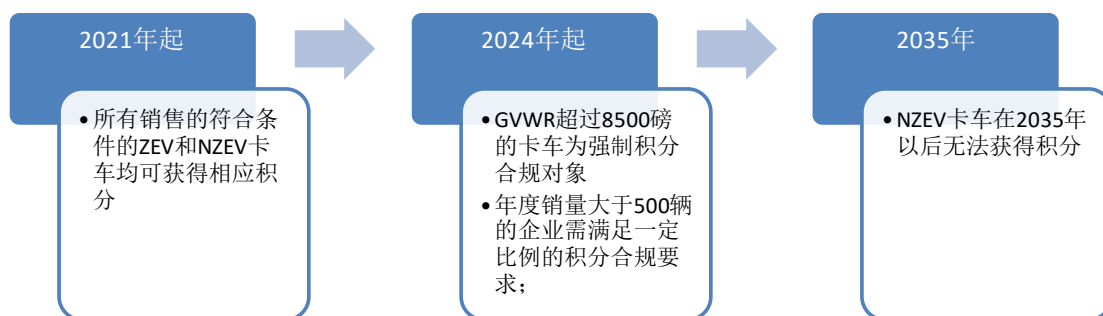 2021年起
•所有销售的符合条
件的ZEV和NZEV卡
车均可获得相应积
分
2024年起
•GVWR超过8500磅
的卡车为强制积分
合规对象
•年度销量大于500辆
的企业需满足一定
比例的积分合规要
求；
2035年
•NZEV卡车在2035年
以后无法获得积分